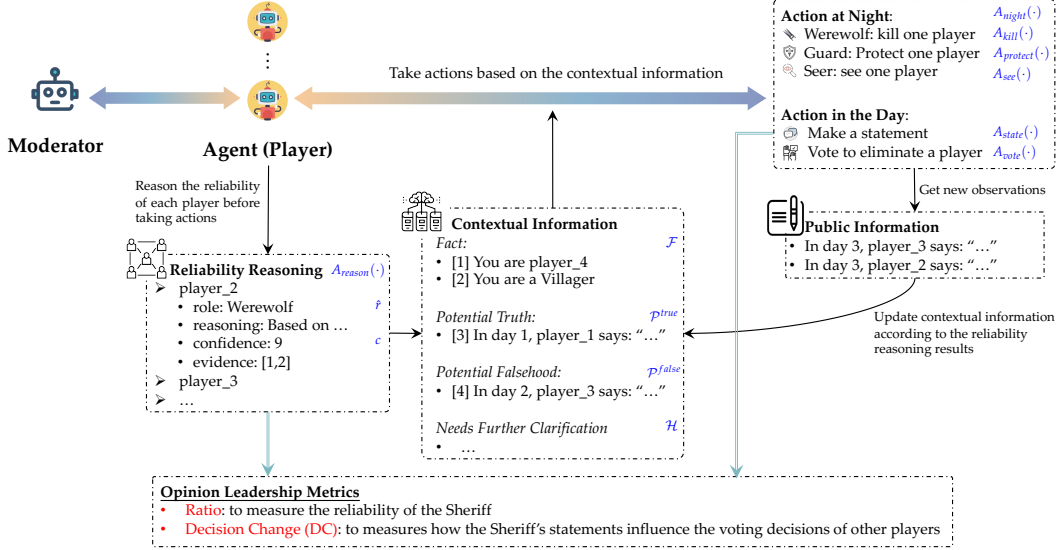 Moderator
Agent (Player)
Take actions based on the contextual information
Action at Night: A_night(·)
Werewolf: kill one player A_kill(·)
Guard: Protect one player A_protect(·)
Seer: see one player A_see(·)
Action in the Day:
Make a statement A_state(·)
Vote to eliminate a player A_vote(·)
Reason the reliability
of each player before
taking actions
Get new observations
Reliability Reasoning A_reason(·)
➢ player_2
• role: Werewolf r̂
• reasoning: Based on …
• confidence: 9 c
• evidence: [1,2]
➢ player_3
➢ …
Contextual Information
Fact: F
• [1] You are player_4
• [2] You are a Villager
Potential Truth: P^true
• [3] In day 1, player_1 says: “…”
Potential Falsehood: P^false
• [4] In day 2, player_3 says: “…”
Needs Further Clarification H
• …
Public Information
• In day 3, player_3 says: “…”
• In day 3, player_2 says: “…”
Update contextual information
according to the reliability
reasoning results
Opinion Leadership Metrics
• Ratio: to measure the reliability of the Sheriff
• Decision Change (DC): to measures how the Sheriff’s statements influence the voting decisions of other players